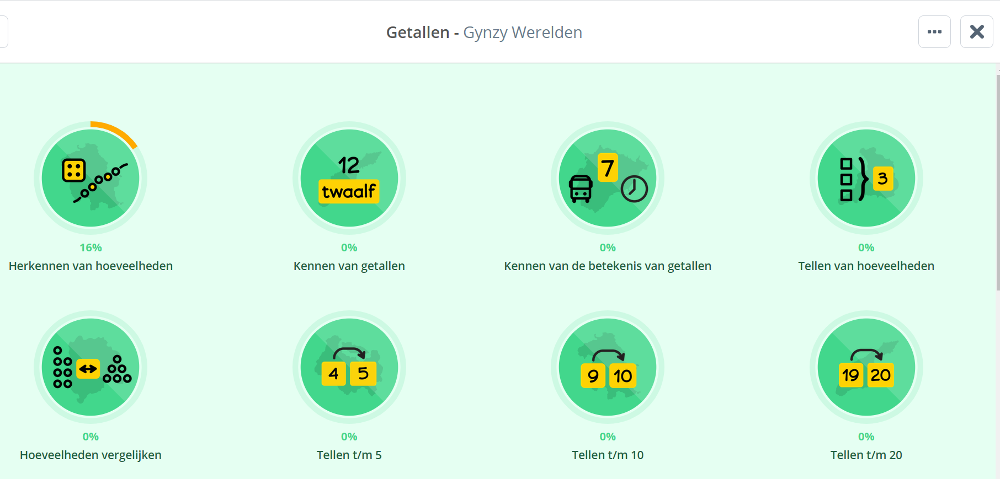 Getallen - Gynzy Werelden
12
twaalf
7
3
16%
0%
0%
0%
Herkennen van hoeveelheden
Kennen van getallen
Kennen van de betekenis van getallen
Tellen van hoeveelheden
4 5
9 10
19 20
0%
0%
0%
0%
Hoeveelheden vergelijken
Tellen t/m 5
Tellen t/m 10
Tellen t/m 20